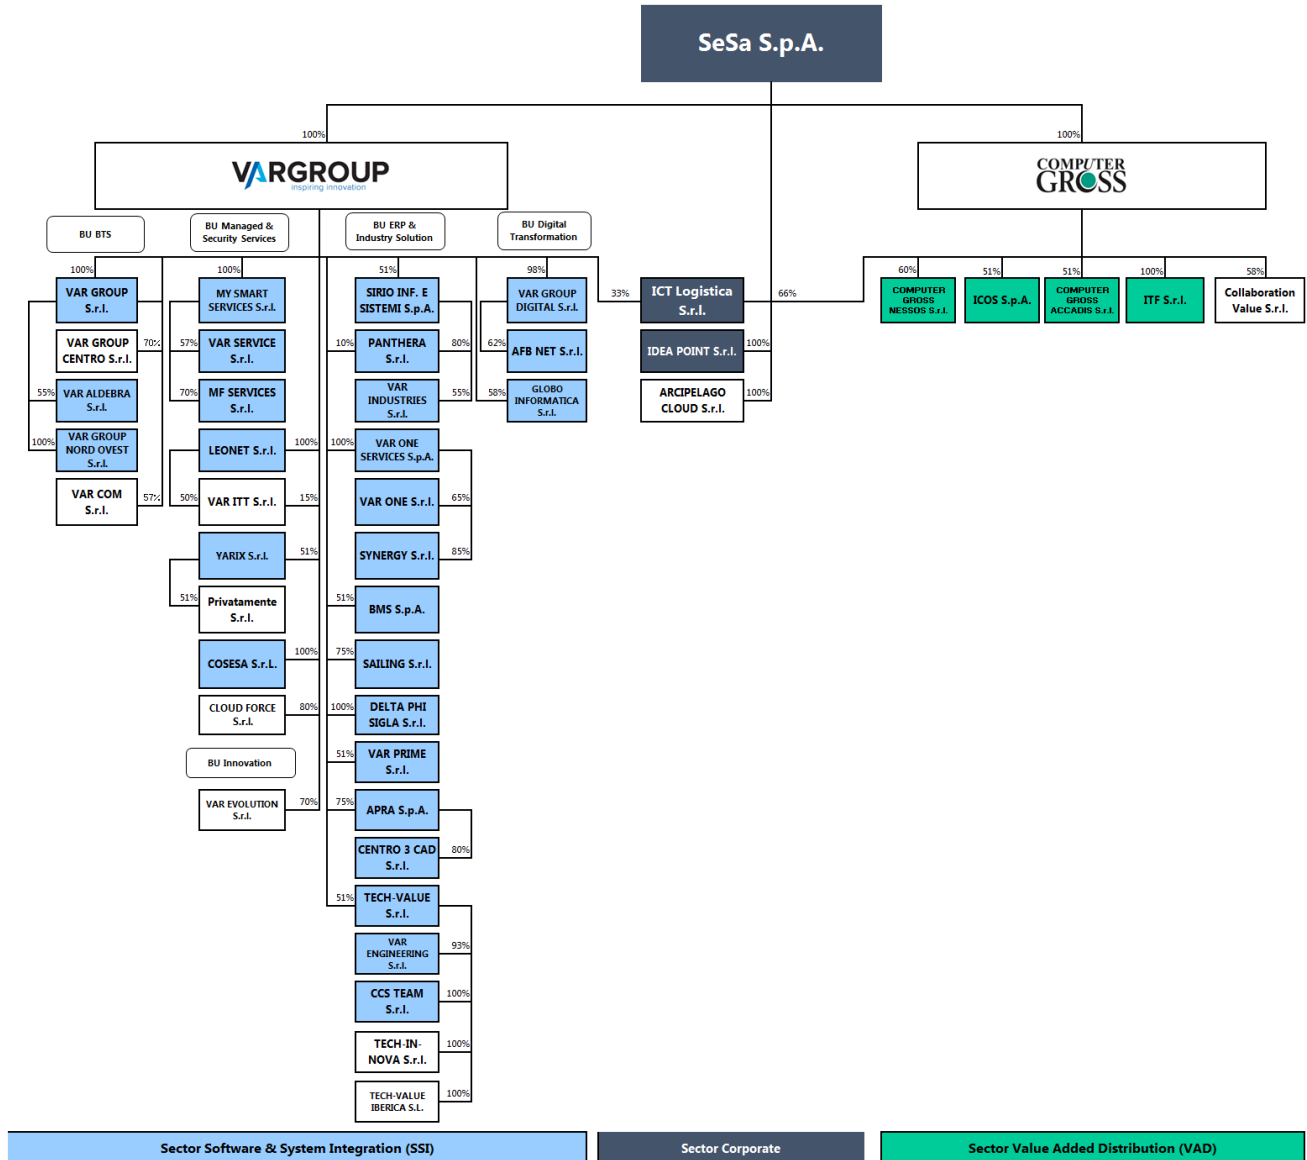 SeSa S.p.A.
100%
100%
VARGROUP
inspiring innovation
COMPUTER
GROSS
BU BTS
BU Managed &
Security Services
BU ERP &
Industry Solution
BU Digital
Transformation
100%
VAR GROUP
S.r.l.
VAR GROUP
CENTRO S.r.l.
70%
55%
VAR ALDEBRA
S.r.l.
100%
VAR GROUP
NORD OVEST
S.r.l.
VAR COM
S.r.l.
57%
100%
MY SMART
SERVICES S.r.l.
57%
VAR SERVICE
S.r.l.
70%
MF SERVICES
S.r.l.
LEONET S.r.l.
100%
50%
VAR ITT S.r.l.
15%
YARIX S.r.l.
51%
51%
Privatamente
S.r.l.
COSESA S.r.L.
100%
CLOUD FORCE
S.r.l.
80%
BU Innovation
VAR EVOLUTION
S.r.l.
70%
51%
SIRIO INF. E
SISTEMI S.p.A.
10%
PANTHERA
S.r.l.
80%
VAR
INDUSTRIES
S.r.l.
55%
100%
VAR ONE
SERVICES S.p.A.
VAR ONE S.r.l.
65%
SYNERGY S.r.l.
85%
51%
BMS S.p.A.
75%
SAILING S.r.l.
100%
DELTA PHI
SIGLA S.r.l.
51%
VAR PRIME
S.r.l.
75%
APRA S.p.A.
CENTRO 3 CAD
S.r.l.
80%
51%
TECH-VALUE
S.r.l.
VAR
ENGINEERING
S.r.l.
93%
CCS TEAM
S.r.l.
100%
TECH-IN-
NOVA S.r.l.
100%
TECH-VALUE
IBERICA S.L.
100%
98%
VAR GROUP
DIGITAL S.r.l.
62%
AFB NET S.r.l.
58%
GLOBO
INFORMATICA
S.r.l.
33%
ICT Logistica
S.r.l.
66%
IDEA POINT S.r.l.
100%
ARCIPELAGO
CLOUD S.r.l.
100%
60%
COMPUTER
GROSS
NESSOS S.r.l.
51%
ICOS S.p.A.
51%
COMPUTER
GROSS
ACCADIS S.r.l.
100%
ITF S.r.l.
58%
Collaboration
Value S.r.l.
Sector Software & System Integration (SSI)
Sector Corporate
Sector Value Added Distribution (VAD)